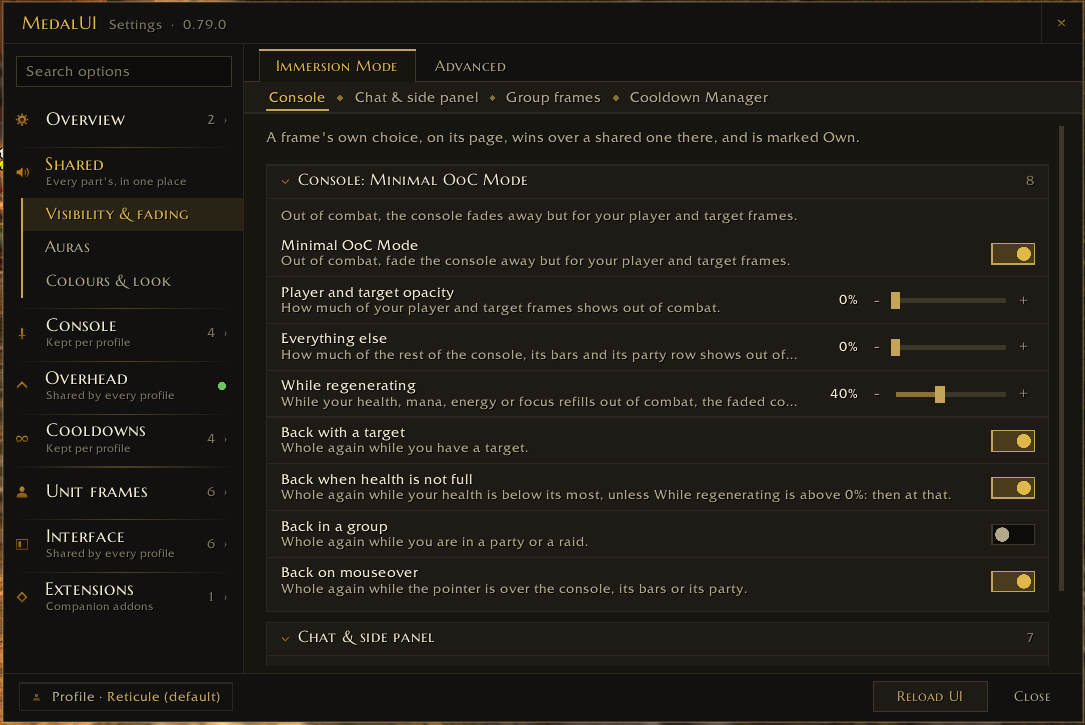 MedalUI Settings · 0.79.0
×
Search options
Overview 2 ›
Shared
Every part's, in one place
Visibility & fading
Auras
Colours & look
Console 4 ›
Kept per profile
Overhead
Shared by every profile
Cooldowns 4 ›
Kept per profile
Unit frames 6 ›
Interface 6 ›
Shared by every profile
Extensions 1 ›
Companion addons
Immersion Mode Advanced
Console ◆ Chat & side panel ◆ Group frames ◆ Cooldown Manager
A frame's own choice, on its page, wins over a shared one there, and is marked Own.
Console: Minimal OoC Mode 8
Out of combat, the console fades away but for your player and target frames.
Minimal OoC Mode
Out of combat, fade the console away but for your player and target frames.
Player and target opacity
How much of your player and target frames shows out of combat.
0% - +
Everything else
How much of the rest of the console, its bars and its party row shows out of...
0% - +
While regenerating
While your health, mana, energy or focus refills out of combat, the faded co...
40% - +
Back with a target
Whole again while you have a target.
Back when health is not full
Whole again while your health is below its most, unless While regenerating is above 0%: then at that.
Back in a group
Whole again while you are in a party or a raid.
Back on mouseover
Whole again while the pointer is over the console, its bars or its party.
Chat & side panel 7
Profile · Reticule (default)
Reload UI
Close